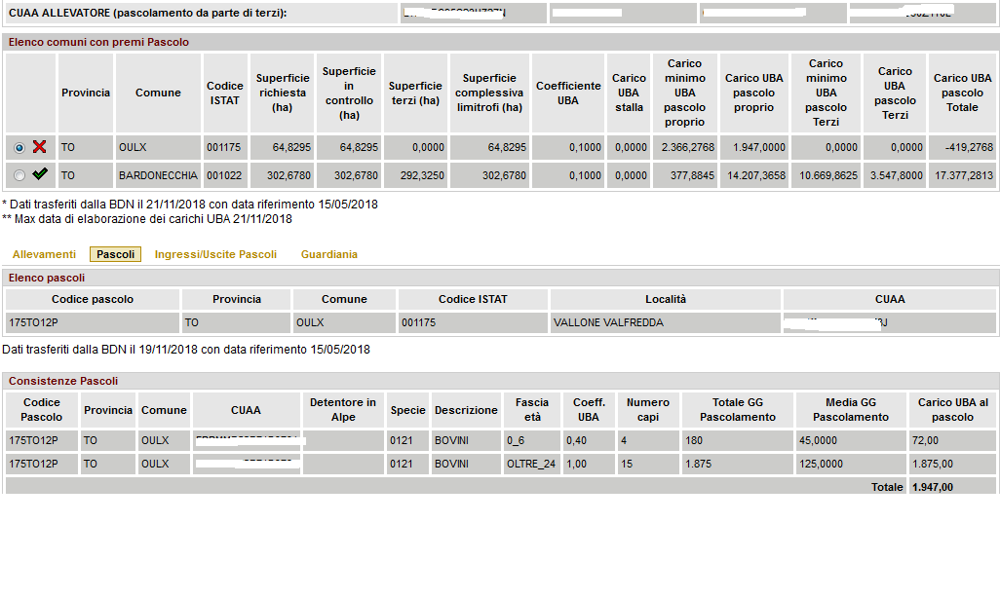 CUAA ALLEVATORE (pascolamento da parte di terzi):
Elenco comuni con premi Pascolo
Provincia Comune Codice ISTAT Superficie richiesta (ha) Superficie in controllo (ha) Superficie terzi (ha) Superficie complessiva limitrofi (ha) Coefficiente UBA Carico UBA stalla Carico minimo UBA pascolo proprio Carico UBA pascolo proprio Carico minimo UBA pascolo Terzi Carico UBA pascolo Terzi Carico UBA pascolo Totale
TO OULX 001175 64,8295 64,8295 0,0000 64,8295 0,1000 0,0000 2.366,2768 1.947,0000 0,0000 0,0000 -419,2768
TO BARDONECCHIA 001022 302,6780 302,6780 292,3250 302,6780 0,1000 0,0000 377,8845 14.207,3658 10.669,8625 3.547,8000 17.377,2813
* Dati trasferiti dalla BDN il 21/11/2018 con data riferimento 15/05/2018
** Max data di elaborazione dei carichi UBA 21/11/2018
Allevamenti Pascoli Ingressi/Uscite Pascoli Guardiania
Elenco pascoli
Codice pascolo Provincia Comune Codice ISTAT Località CUAA
175TO12P TO OULX 001175 VALLONE VALFREDDA
Dati trasferiti dalla BDN il 19/11/2018 con data riferimento 15/05/2018
Consistenze Pascoli
Codice Pascolo Provincia Comune CUAA Detentore in Alpe Specie Descrizione Fascia età Coeff. UBA Numero capi Totale GG Pascolamento Media GG Pascolamento Carico UBA al pascolo
175TO12P TO OULX 0121 BOVINI 0_6 0,40 4 180 45,0000 72,00
175TO12P TO OULX 0121 BOVINI OLTRE_24 1,00 15 1.875 125,0000 1.875,00
Totale 1.947,00